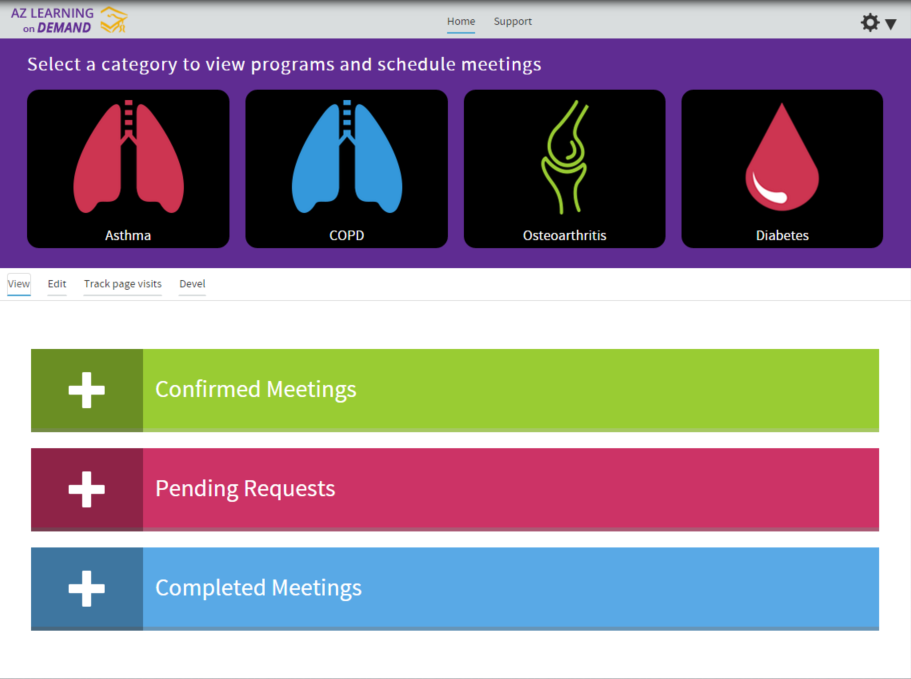 AZ LEARNING
on DEMAND
Home Support
Select a category to view programs and schedule meetings
Asthma COPD Osteoarthritis Diabetes
View Edit Track page visits Devel
Confirmed Meetings
Pending Requests
Completed Meetings